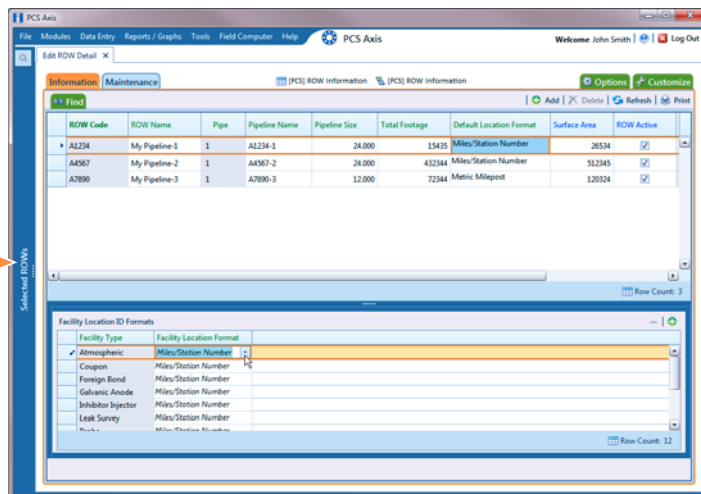 PCS Axis
File Modules Data Entry Reports / Graphs Tools Field Computer Help PCS Axis Welcome John Smith Log Out
Edit ROW Detail
Information Maintenance [PCS] ROW Information [PCS] ROW Information Options Customize
Find Add Delete Refresh Print
ROW Code ROW Name Pipe Pipeline Name Pipeline Size Total Footage Default Location Format Surface Area ROW Active
A1234 My Pipeline-1 1 A1234-1 24.000 15435 Miles/Station Number 26534
A4567 My Pipeline-2 1 A4567-2 24.000 432344 Miles/Station Number 512345
A7890 My Pipeline-3 1 A7890-3 12.000 72344 Metric Milepost 120324
Selected ROWs
Row Count: 3
Facility Location ID Formats
Facility Type Facility Location Format
Atmospheric Miles/Station Number
Coupon Miles/Station Number
Foreign Bond Miles/Station Number
Galvanic Anode Miles/Station Number
Inhibitor Injector Miles/Station Number
Leak Survey Miles/Station Number
Probe Miles/Station Number
Row Count: 12